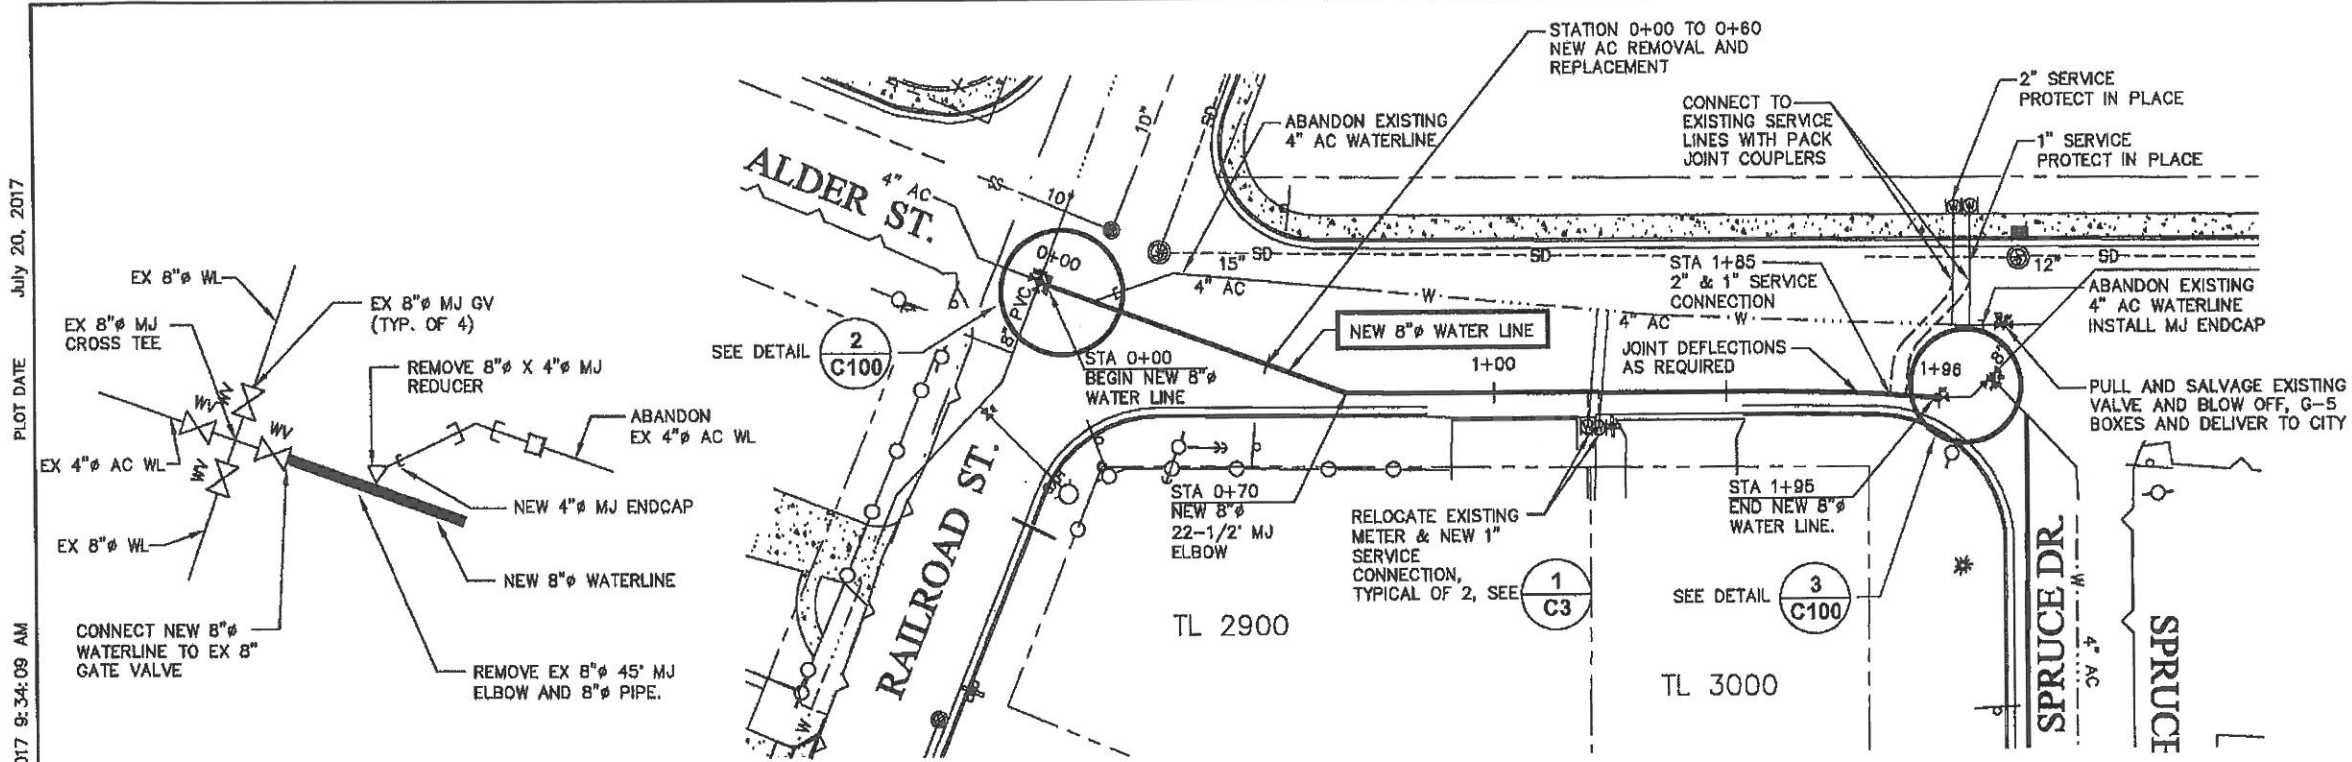 PLOT DATE July 20, 2017
017 9:34:09 AM
EX 8"ø WL
EX 8"ø MJ GV
(TYP. OF 4)
EX 8"ø MJ
CROSS TEE
REMOVE 8"ø X 4"ø MJ
REDUCER
ABANDON
EX 4"ø AC WL
WV
WV
WV
WV
EX 4"ø AC WL
NEW 4"ø MJ ENDCAP
EX 8"ø WL
NEW 8"ø WATERLINE
CONNECT NEW 8"ø
WATERLINE TO EX 8"
GATE VALVE
REMOVE EX 8"ø 45° MJ
ELBOW AND 8"ø PIPE.
STATION 0+00 TO 0+60
NEW AC REMOVAL AND
REPLACEMENT
2" SERVICE
PROTECT IN PLACE
CONNECT TO
EXISTING SERVICE
LINES WITH PACK
JOINT COUPLERS
1" SERVICE
PROTECT IN PLACE
ABANDON EXISTING
4" AC WATERLINE
10"
SD
ALDER ST.
4" AC
SS
10"
0+00
15"
SD
SD
SD
12"
4" AC
W
STA 1+85
2" & 1" SERVICE
CONNECTION
ABANDON EXISTING
4" AC WATERLINE
INSTALL MJ ENDCAP
8" PVC
NEW 8"ø WATER LINE
4" AC
W
SEE DETAIL
2
C100
STA 0+00
BEGIN NEW 8"ø
WATER LINE
1+00
JOINT DEFLECTIONS
AS REQUIRED
1+96
8"
PULL AND SALVAGE EXISTING
VALVE AND BLOW OFF, G-5
BOXES AND DELIVER TO CITY
4"
STA 0+70
NEW 8"ø
22-1/2° MJ
ELBOW
RELOCATE EXISTING
METER & NEW 1"
SERVICE
CONNECTION,
TYPICAL OF 2, SEE
1
C3
STA 1+95
END NEW 8"ø
WATER LINE.
SEE DETAIL
3
C100
RAILROAD ST.
TL 2900
TL 3000
W
SPRUCE DR.
W
4" AC
SPRUCE